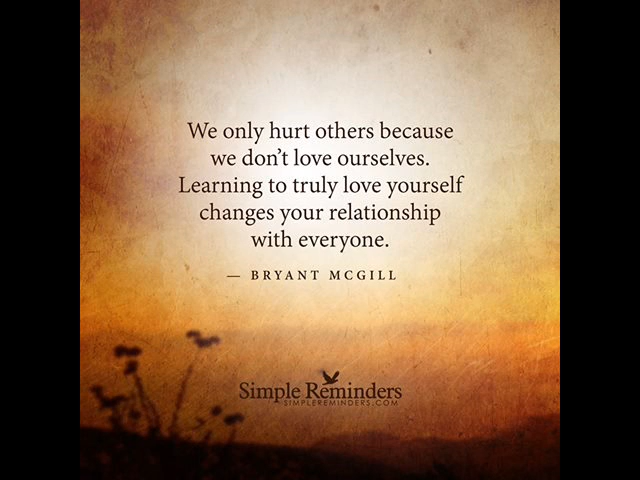 We only hurt others because
we don’t love ourselves.
Learning to truly love yourself
changes your relationship
with everyone.
— BRYANT MCGILL
Simple Reminders
SIMPLEREMINDERS.COM